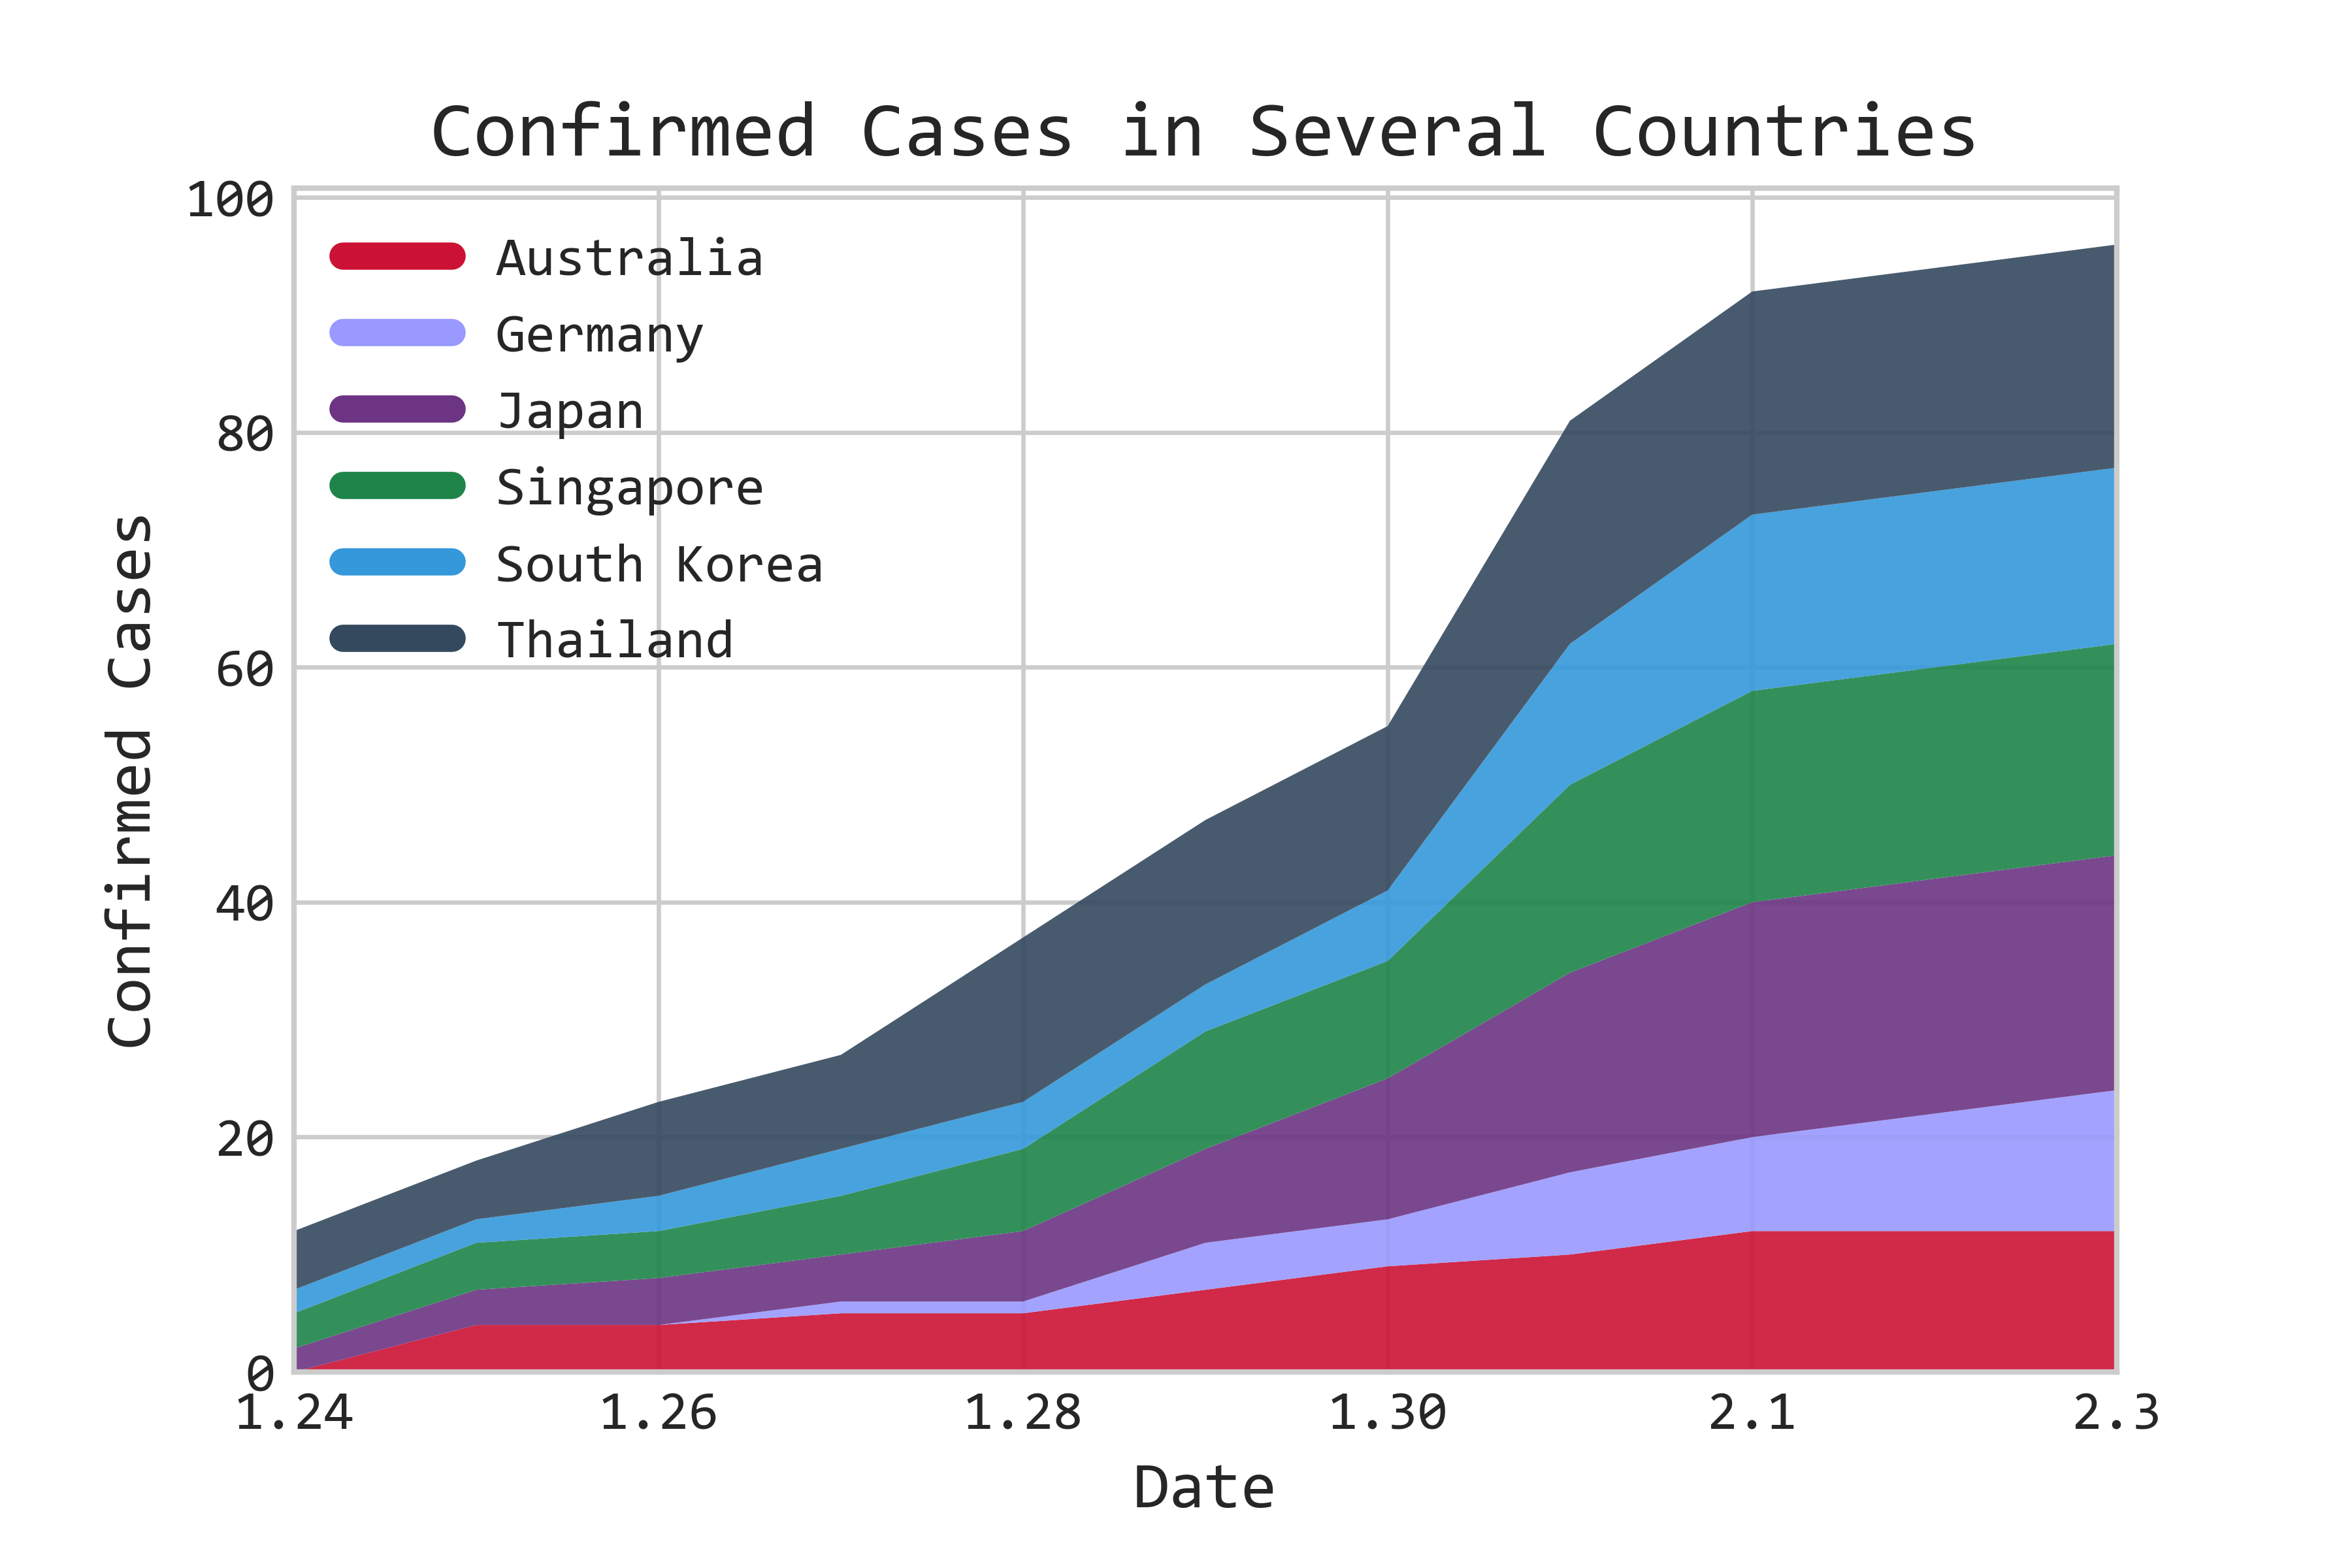 Confirmed Cases in Several Countries
100
80
60
40
20
0
Confirmed Cases
Australia
Germany
Japan
Singapore
South Korea
Thailand
1.24 1.26 1.28 1.30 2.1 2.3
Date